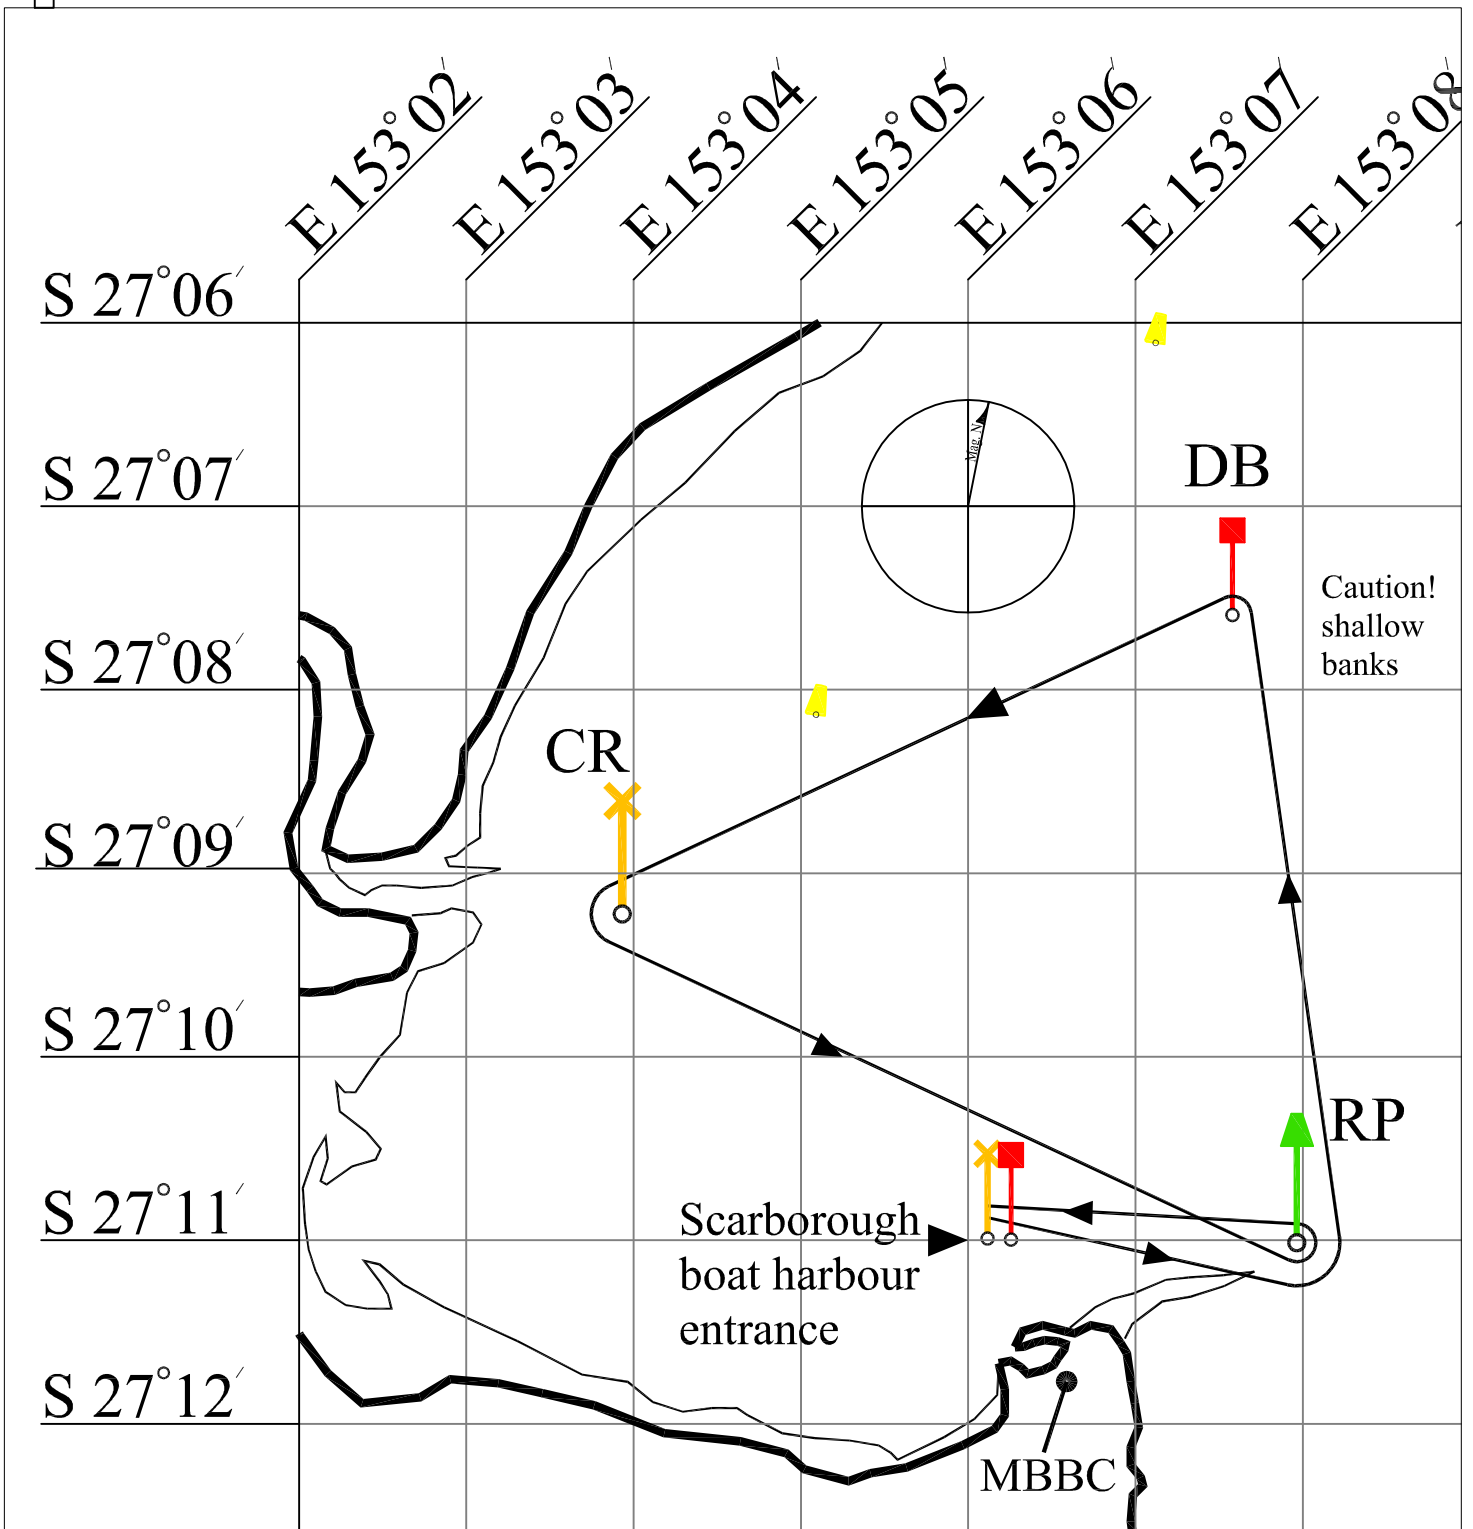 E 153°02′
E 153°03′
E 153°04′
E 153°05′
E 153°06′
E 153°07′
E 153°08′
S 27°06′
Mag. N
DB
S 27°07′
Caution!
shallow
banks
S 27°08′
CR
S 27°09′
S 27°10′
RP
S 27°11′
Scarborough
boat harbour
entrance
S 27°12′
MBBC